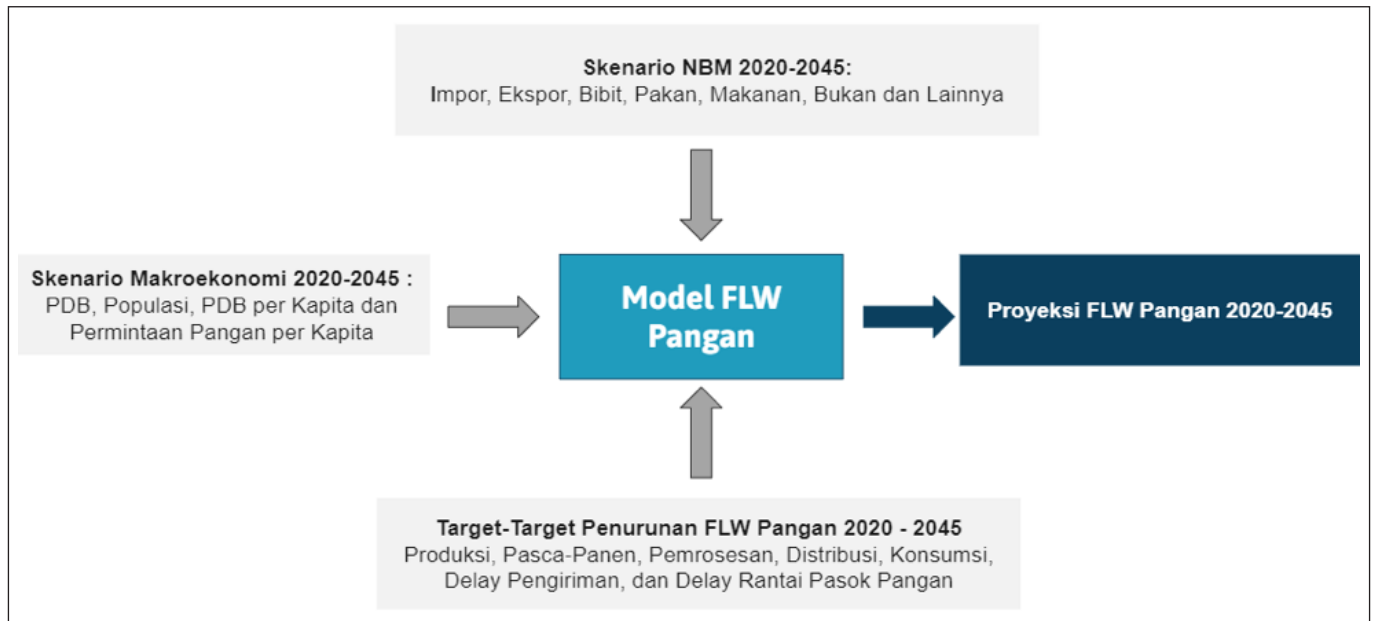 Skenario NBM 2020-2045:
Impor, Ekspor, Bibit, Pakan, Makanan, Bukan dan Lainnya
Skenario Makroekonomi 2020-2045 :
PDB, Populasi, PDB per Kapita dan
Permintaan Pangan per Kapita
Model FLW
Pangan
Proyeksi FLW Pangan 2020-2045
Target-Target Penurunan FLW Pangan 2020 - 2045
Produksi, Pasca-Panen, Pemrosesan, Distribusi, Konsumsi,
Delay Pengiriman, dan Delay Rantai Pasok Pangan